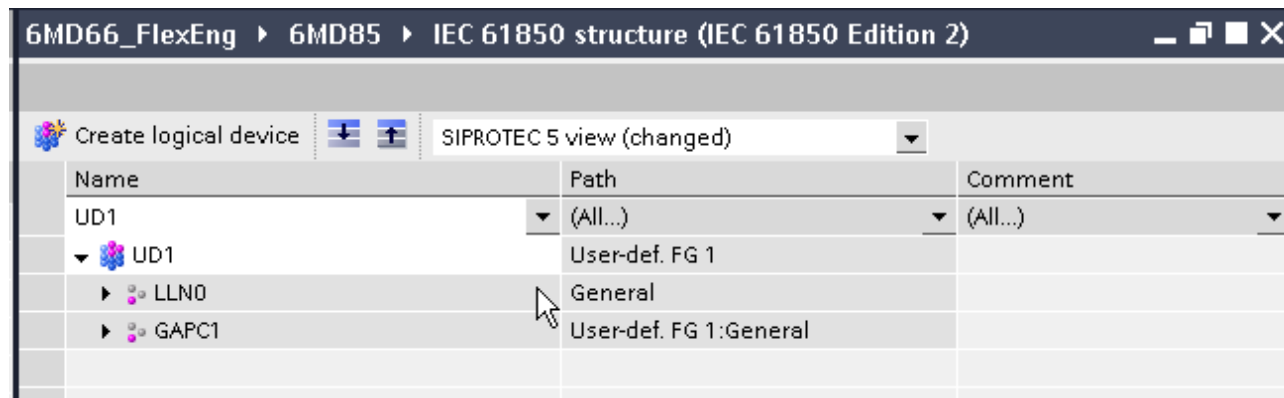 6MD66_FlexEng ▸ 6MD85 ▸ IEC 61850 structure (IEC 61850 Edition 2)
Create logical device SIPROTEC 5 view (changed)
Name Path Comment
UD1 (All...) (All...)
UD1 User-def. FG 1
LLN0 General
GAPC1 User-def. FG 1:General